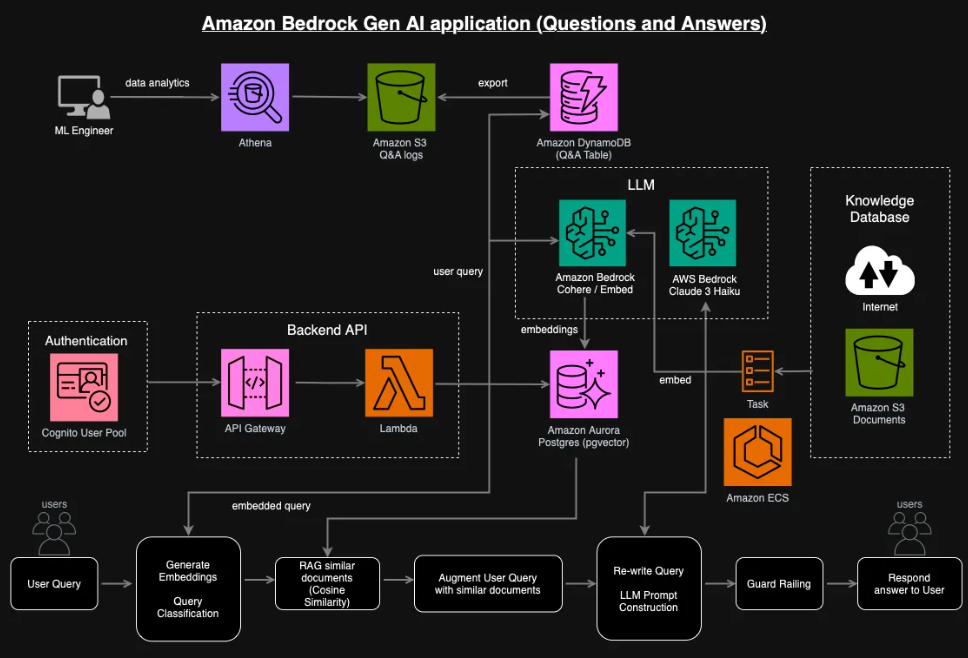 Amazon Bedrock Gen AI application (Questions and Answers)
data analytics
export
ML Engineer
Athena
Amazon S3
Q&A logs
Amazon DynamoDB
(Q&A Table)
LLM
Knowledge
Database
user query
Amazon Bedrock
Cohere / Embed
AWS Bedrock
Claude 3 Haiku
Internet
Authentication
Backend API
embeddings
embed
Cognito User Pool
API Gateway
Lambda
Amazon Aurora
Postgres (pgvector)
Task
Amazon S3
Documents
Amazon ECS
users
embedded query
users
User Query
Generate
Embeddings
Query
Classification
RAG similar
documents
(Cosine
Similarity)
Augment User Query
with similar documents
Re-write Query
LLM Prompt
Construction
Guard Railing
Respond
answer to User